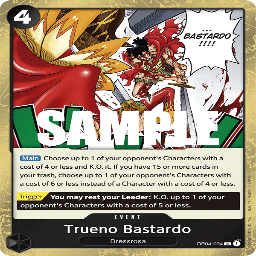 4
...BASTARDO
!!!!
SAMPLE
Main Choose up to 1 of your opponent's Characters with a
cost of 4 or less and K.O. it. If you have 15 or more cards in
your trash, choose up to 1 of your opponent's Characters with
a cost of 6 or less instead of a Character with a cost of 4 or less.
Trigger You may rest your Leader: K.O. up to 1 of your
opponent's Characters with a cost of 5 or less.
EVENT
Trueno Bastardo
Dressrosa